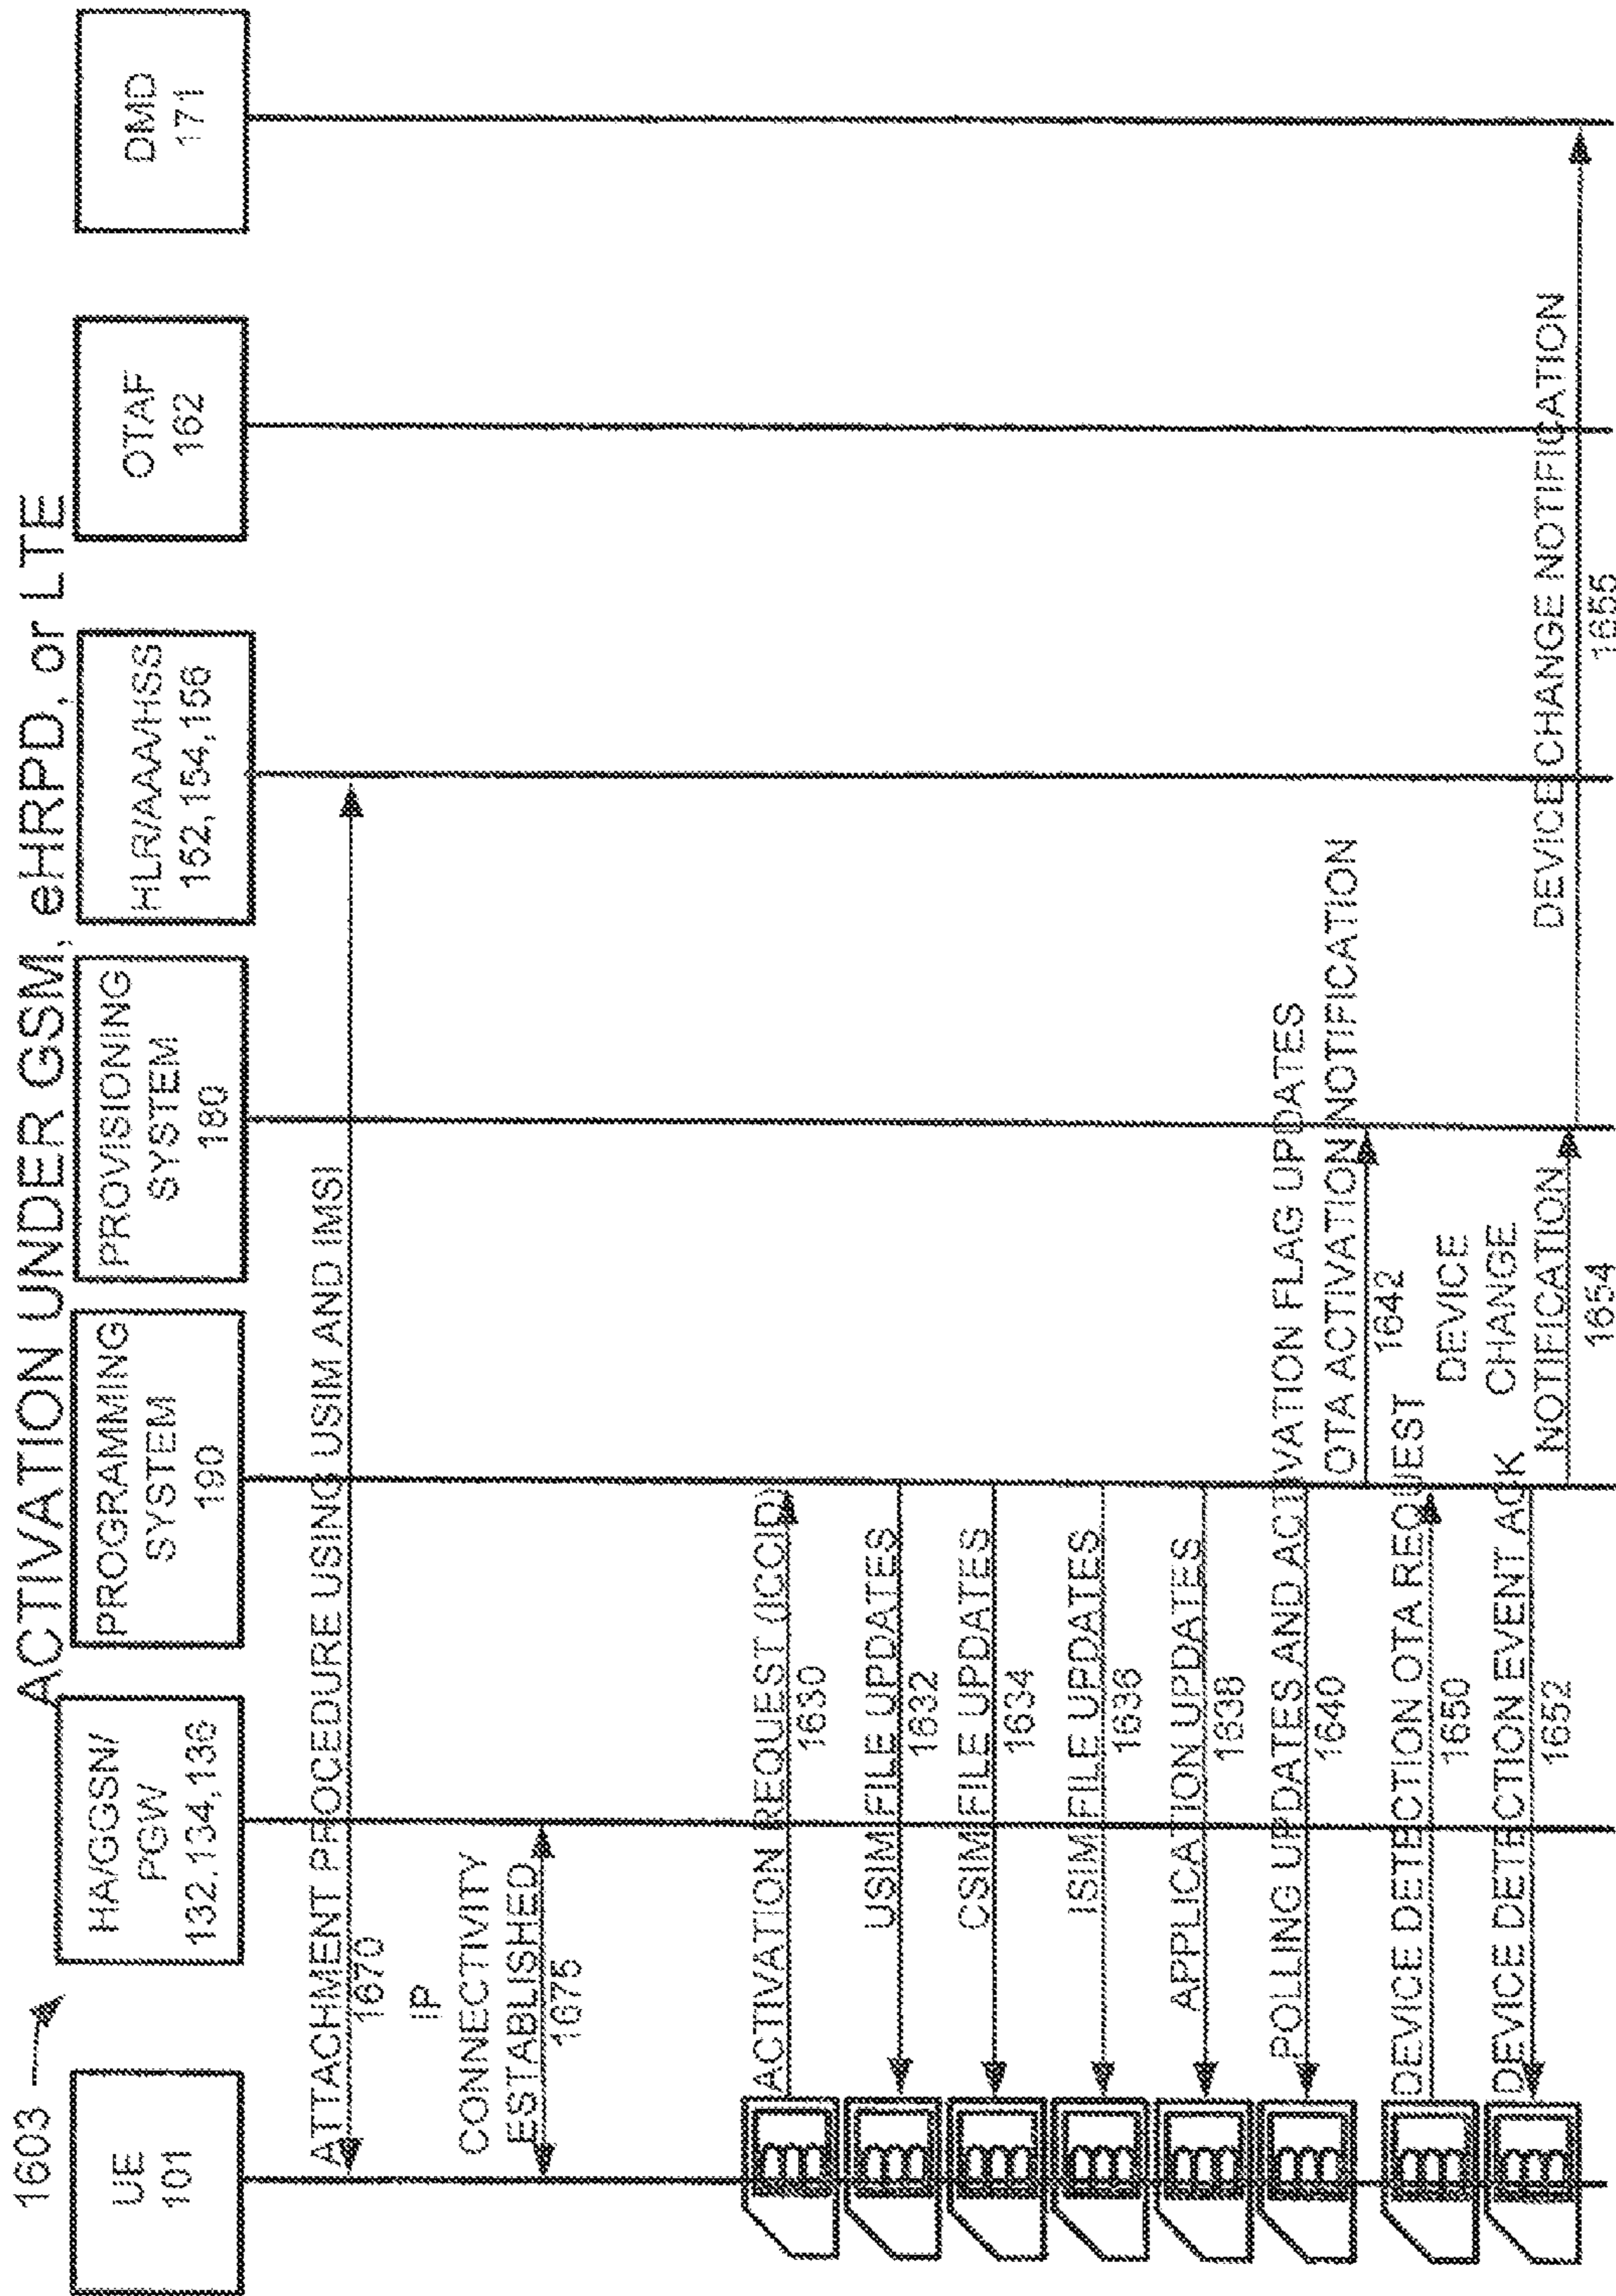 1603
ACTIVATION UNDER GSM, eHRPD, or LTE
UE
101
HA/GGSN/
PGW
132,134,136
PROGRAMMING
SYSTEM
190
PROVISIONING
SYSTEM
180
HLR/AAA/HSS
152,154,156
OTAF
162
DMD
171
ATTACHMENT PROCEDURE USING USIM AND IMSI
1670
IP
CONNECTIVITY
ESTABLISHED
1675
ACTIVATION REQUEST (ICCID)
1630
USIM FILE UPDATES
1632
CSIM FILE UPDATES
1634
ISIM FILE UPDATES
1636
APPLICATION UPDATES
1638
POLLING UPDATES AND ACTIVATION FLAG UPDATES
1640
OTA ACTIVATION NOTIFICATION
1642
DEVICE DETECTION OTA REQUEST
1650
DEVICE DETECTION EVENT ACK
1652
DEVICE
CHANGE
NOTIFICATION
1654
DEVICE CHANGE NOTIFICATION
1655